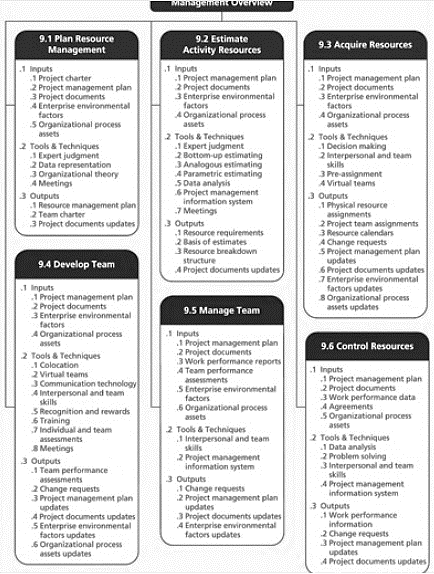 Management Overview
9.1 Plan Resource
Management
.1 Inputs
.1 Project charter
.2 Project management plan
.3 Project documents
.4 Enterprise environmental
factors
.5 Organizational process
assets
.2 Tools & Techniques
.1 Expert judgment
.2 Data representation
.3 Organizational theory
.4 Meetings
.3 Outputs
.1 Resource management plan
.2 Team charter
.3 Project documents updates
9.2 Estimate
Activity Resources
.1 Inputs
.1 Project management plan
.2 Project documents
.3 Enterprise environmental
factors
.4 Organizational process
assets
.2 Tools & Techniques
.1 Expert judgment
.2 Bottom-up estimating
.3 Analogous estimating
.4 Parametric estimating
.5 Data analysis
.6 Project management
information system
.7 Meetings
.3 Outputs
.1 Resource requirements
.2 Basis of estimates
.3 Resource breakdown
structure
.4 Project documents updates
9.3 Acquire Resources
.1 Inputs
.1 Project management plan
.2 Project documents
.3 Enterprise environmental
factors
.4 Organizational process
assets
.2 Tools & Techniques
.1 Decision making
.2 Interpersonal and team
skills
.3 Pre-assignment
.4 Virtual teams
.3 Outputs
.1 Physical resource
assignments
.2 Project team assignments
.3 Resource calendars
.4 Change requests
.5 Project management plan
updates
.6 Project documents updates
.7 Enterprise environmental
factors updates
.8 Organizational process
assets updates
9.4 Develop Team
.1 Inputs
.1 Project management plan
.2 Project documents
.3 Enterprise environmental
factors
.4 Organizational process
assets
.2 Tools & Techniques
.1 Colocation
.2 Virtual teams
.3 Communication technology
.4 Interpersonal and team
skills
.5 Recognition and rewards
.6 Training
.7 Individual and team
assessments
.8 Meetings
.3 Outputs
.1 Team performance
assessments
.2 Change requests
.3 Project management plan
updates
.4 Project documents updates
.5 Enterprise environmental
factors updates
.6 Organizational process
assets updates
9.5 Manage Team
.1 Inputs
.1 Project management plan
.2 Project documents
.3 Work performance reports
.4 Team performance
assessments
.5 Enterprise environmental
factors
.6 Organizational process
assets
.2 Tools & Techniques
.1 Interpersonal and team
skills
.2 Project management
information system
.3 Outputs
.1 Change requests
.2 Project management plan
updates
.3 Project documents updates
.4 Enterprise environmental
factors updates
9.6 Control Resources
.1 Inputs
.1 Project management plan
.2 Project documents
.3 Work performance data
.4 Agreements
.5 Organizational process
assets
.2 Tools & Techniques
.1 Data analysis
.2 Problem solving
.3 Interpersonal and team
skills
.4 Project management
information system
.3 Outputs
.1 Work performance
information
.2 Change requests
.3 Project management plan
updates
.4 Project documents updates